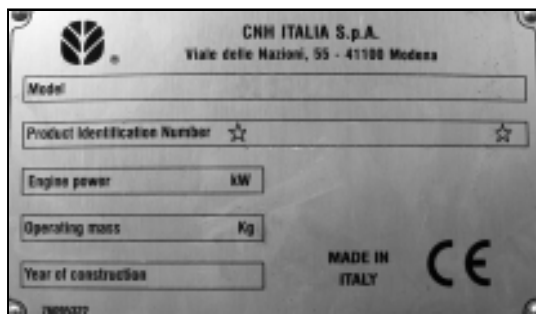 CNH ITALIA S.p.A.
Viale delle Nazioni, 55 - 41100 Modena
Model
Product Identification Number ☆ ☆
Engine power kW
Operating mass Kg
Year of construction
MADE IN
ITALY
CE